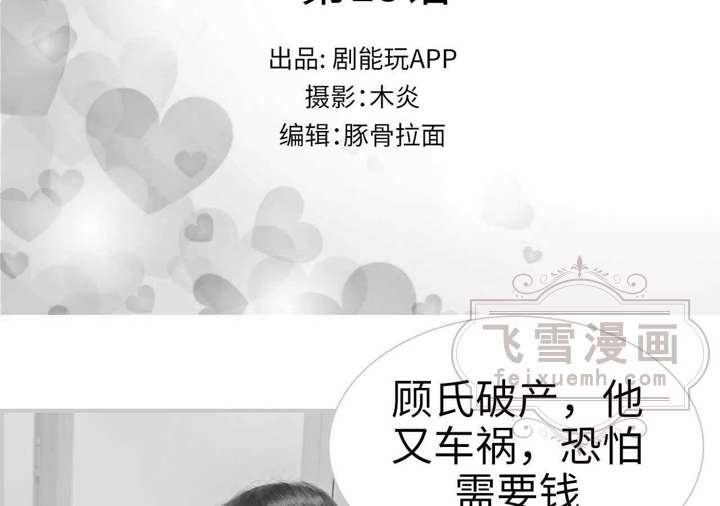 出品: 剧能玩APP
摄影：木炎
编辑：豚骨拉面
飞雪漫画
feixuemh.com
顾氏破产，他
又车祸，恐怕
需要钱